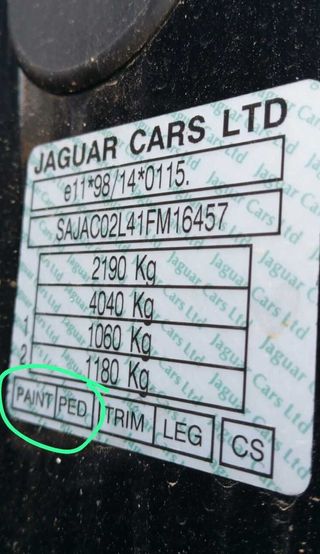 JAGUAR CARS LTD
e11*98/14*0115.
SAJAC02L41FM16457
2190 Kg
4040 Kg
1 1060 Kg
2 1180 Kg
PAINT PED TRIM LEG CS